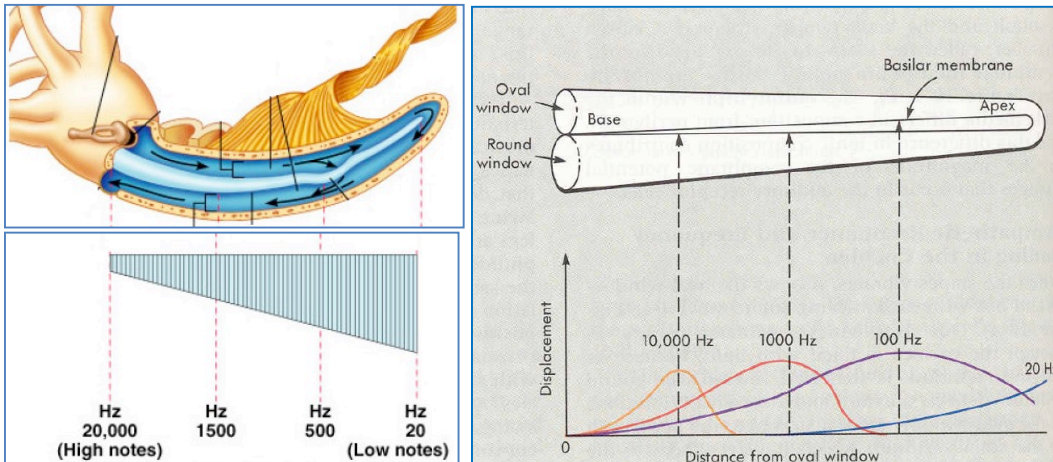 Hz
20,000
(High notes)
Hz
1500
Hz
500
Hz
20
(Low notes)
Basilar membrane
Oval
window
Base
Apex
Round
window
Displacement
10,000 Hz
1000 Hz
100 Hz
20 H
0
Distance from oval window